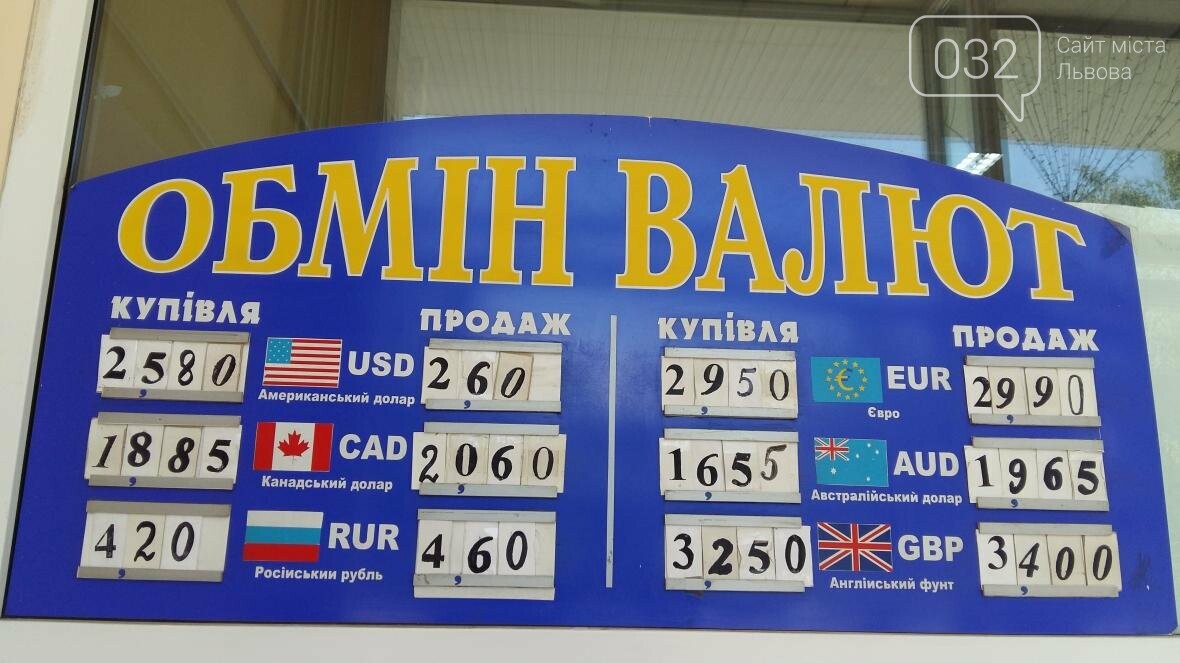 032 Сайт міста
Львова
ОБМІН ВАЛЮТ
КУПІВЛЯ ПРОДАЖ КУПІВЛЯ ПРОДАЖ
25,80 USD 260 29,50 EUR 29,90
Американський долар Євро
18,85 CAD 20,60 16,55 AUD 19,65
Канадський долар Австралійський долар
4,20 RUR 4,60 32,50 GBP 34,00
Російський рубль Англійський фунт